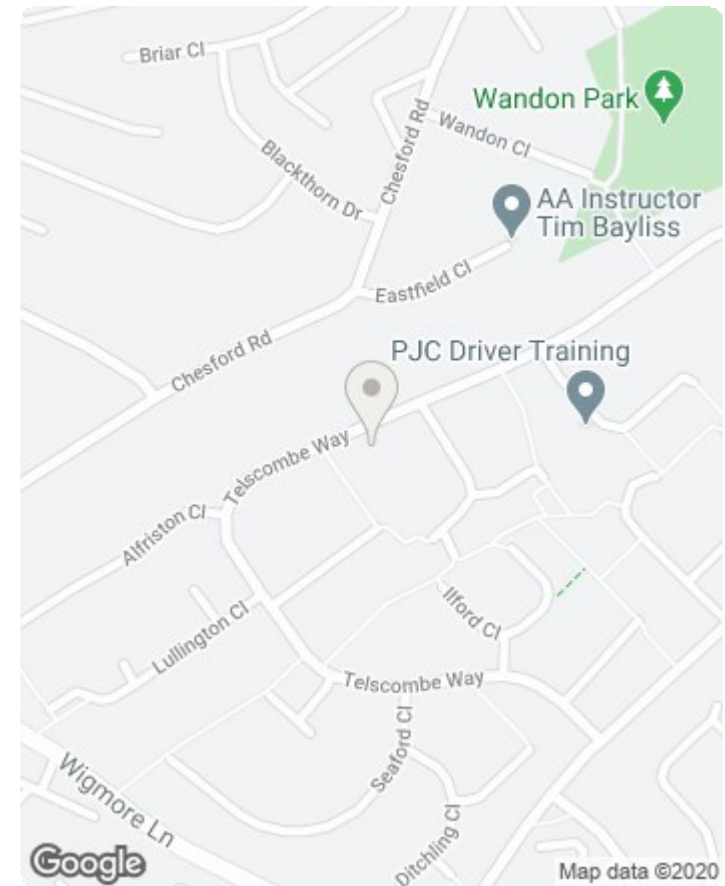 Briar Cl
Wandon Park
Chesford Rd
Wandon Cl
Blackthorn Dr
AA Instructor
Tim Bayliss
Eastfield Cl
Chesford Rd
PJC Driver Training
Telscombe Way
Alfriston Cl
Ilford Cl
Lullington Cl
Telscombe Way
Seaford Cl
Wigmore Ln
Ditchling Cl
Google
Map data ©2020